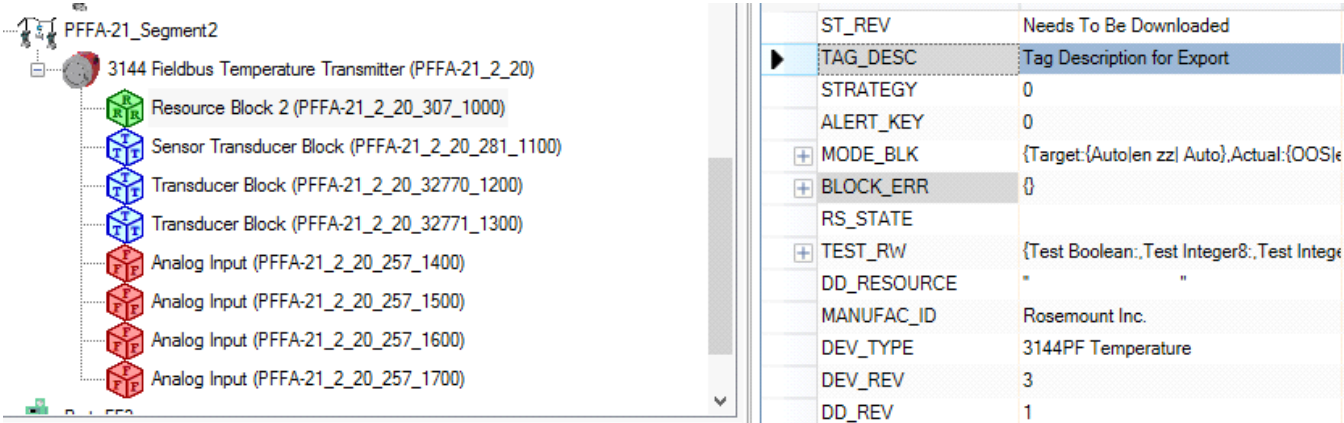 PFFA-21_Segment2
3144 Fieldbus Temperature Transmitter (PFFA-21_2_20)
Resource Block 2 (PFFA-21_2_20_307_1000)
Sensor Transducer Block (PFFA-21_2_20_281_1100)
Transducer Block (PFFA-21_2_20_32770_1200)
Transducer Block (PFFA-21_2_20_32771_1300)
Analog Input (PFFA-21_2_20_257_1400)
Analog Input (PFFA-21_2_20_257_1500)
Analog Input (PFFA-21_2_20_257_1600)
Analog Input (PFFA-21_2_20_257_1700)
ST_REV Needs To Be Downloaded
TAG_DESC Tag Description for Export
STRATEGY 0
ALERT_KEY 0
MODE_BLK {Target:{Auto|en zz| Auto},Actual:{OOS|e
BLOCK_ERR {}
RS_STATE
TEST_RW {Test Boolean:,Test Integer8:,Test Intege
DD_RESOURCE " "
MANUFAC_ID Rosemount Inc.
DEV_TYPE 3144PF Temperature
DEV_REV 3
DD_REV 1